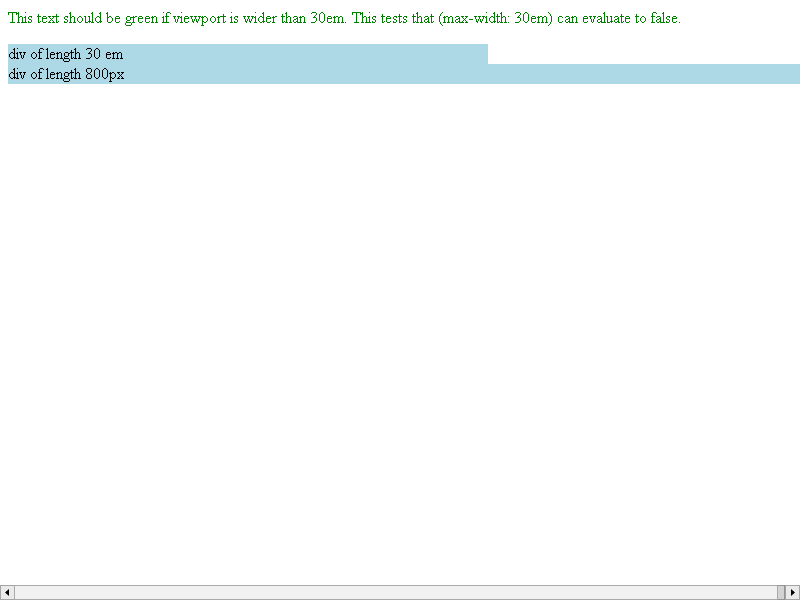 This text should be green if viewport is wider than 30em. This tests that (max-width: 30em) can evaluate to false.
div of length 30 em
div of length 800px